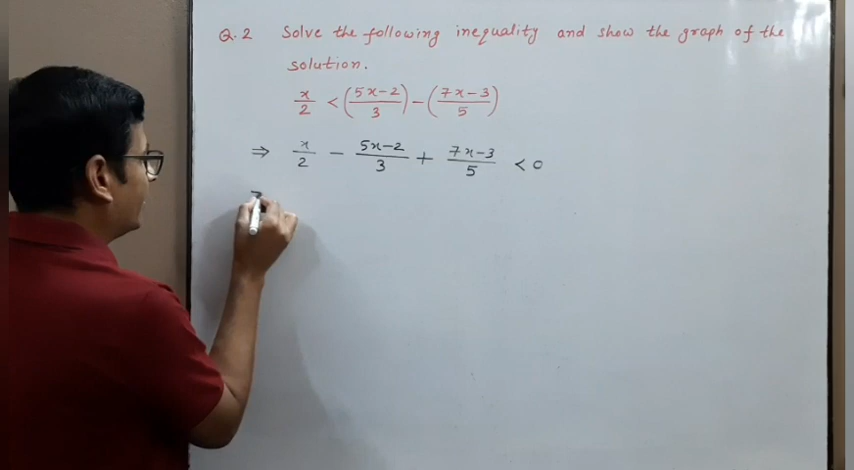 Q.2 Solve the following inequality and show the graph of the
solution.
x/2 < (5x-2/3) - (7x-3/5)
⇒ x/2 - 5x-2/3 + 7x-3/5 < 0